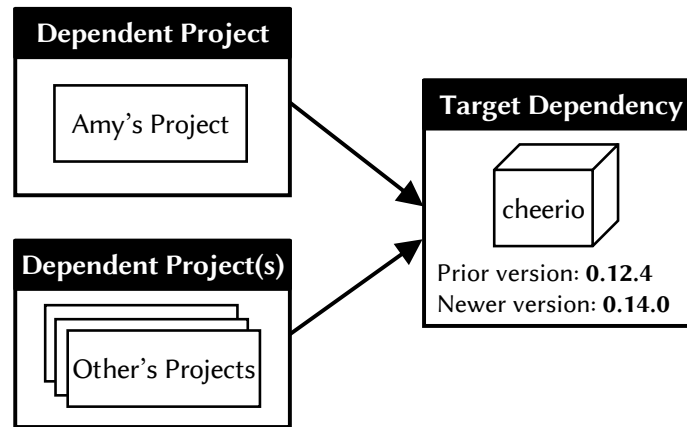 Dependent Project
Amy's Project
Dependent Project(s)
Other's Projects
Target Dependency
cheerio
Prior version: 0.12.4
Newer version: 0.14.0